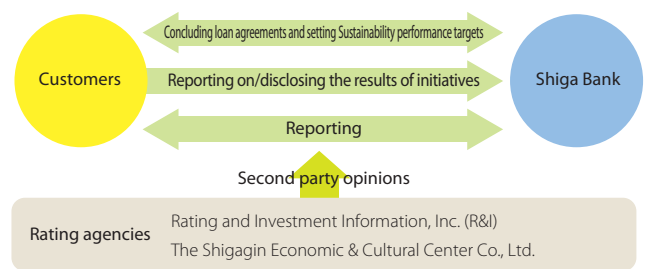 Concluding loan agreements and setting Sustainability performance targets
Customers
Reporting on/disclosing the results of initiatives
Shiga Bank
Reporting
Second party opinions
Rating agencies
Rating and Investment Information, Inc. (R&I)
The Shigagin Economic & Cultural Center Co., Ltd.